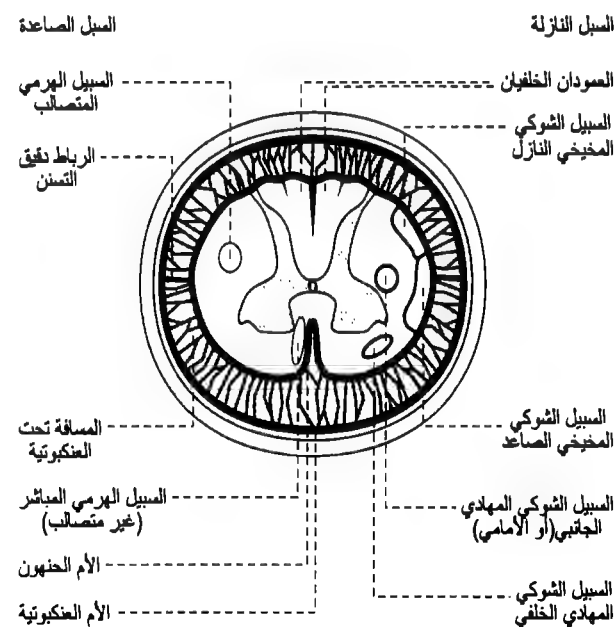 السبل النازلة
العمودان الخلفيان
السبيل الشوكي
المخيخي النازل
السبيل الشوكي
المخيخي الصاعد
السبيل الشوكي المهادي
الجانبي(أو الأمامي)
السبيل الشوكي
المهادي الخلفي
السبل الصاعدة
السبيل الهرمي
المتصالب
الرباط دقيق
التسنن
المسافة تحت
العنكبوتية
السبيل الهرمي المباشر
(غير متصالب)
الأم الحنهون
الأم العنكبوتية